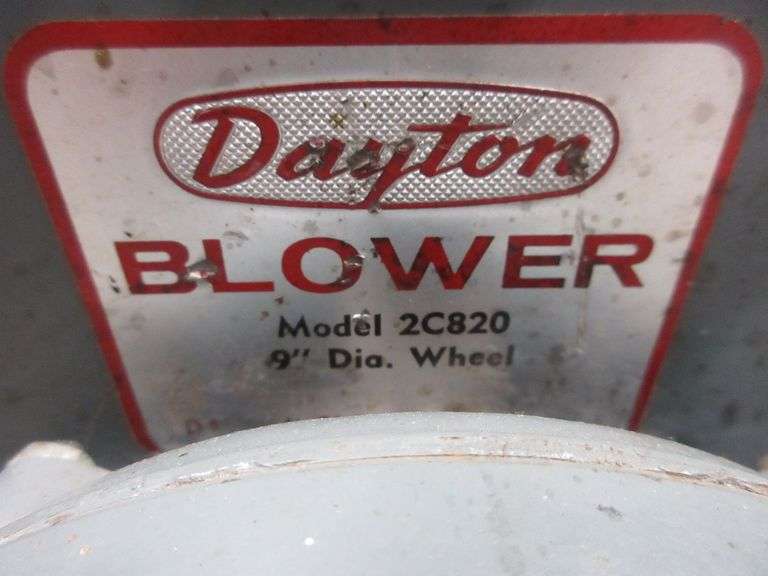 Dayton
BLOWER
Model 2C820
9" Dia. Wheel